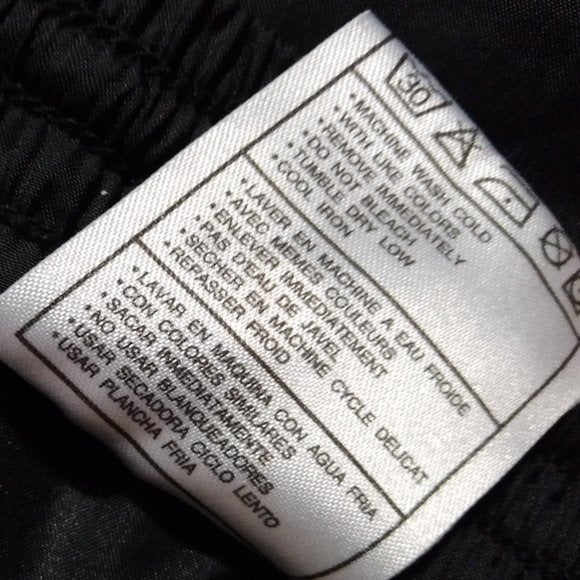 30
• MACHINE WASH COLD
• WITH LIKE COLORS
• REMOVE IMMEDIATELY
• DO NOT BLEACH
• TUMBLE DRY LOW
• COOL IRON
• LAVER EN MACHINE A EAU FROIDE
• AVEC MEMES COULEURS
• ENLEVER IMMEDIATEMENT
• PAS D'EAU DE JAVEL
• SECHER EN MACHINE CYCLE DELICAT
• REPASSER FROID
• LAVAR EN MAQUINA CON AGUA FRIA
• CON COLORES SIMILARES
• SACAR INMEDIATAMENTE
• NO USAR BLANQUEADORES
• USAR SECADORA CICLO LENTO
• USAR PLANCHA FRIA